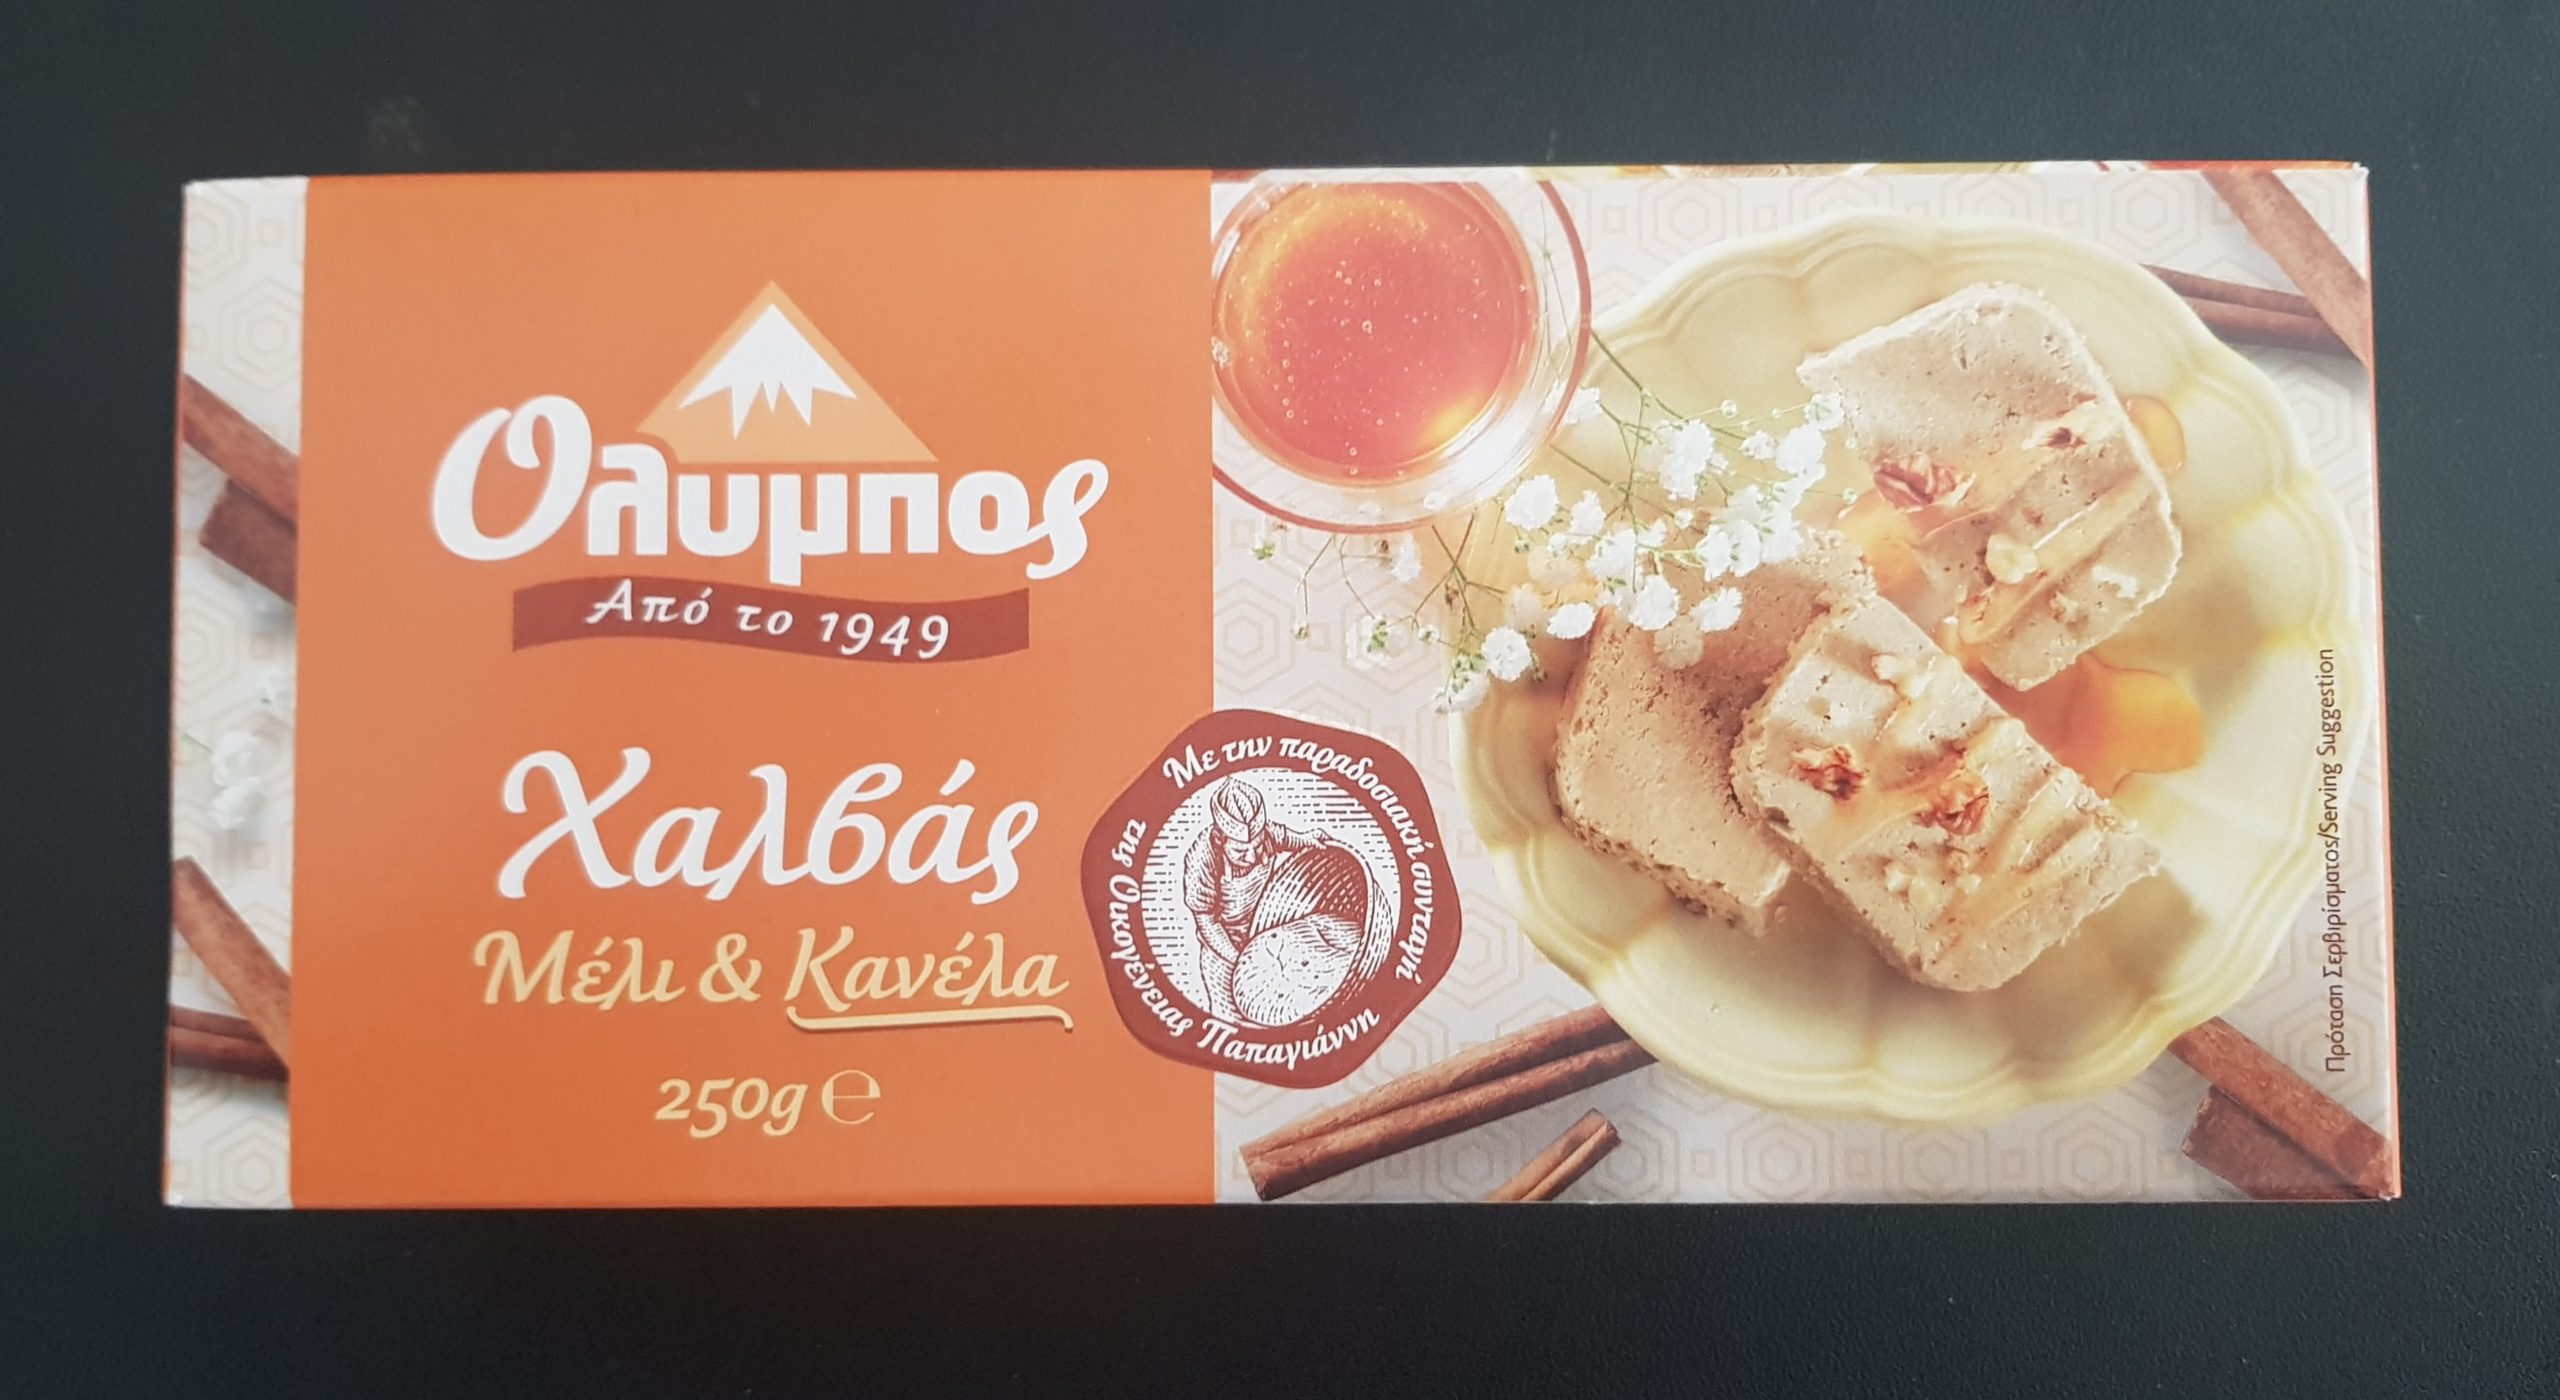 Ολυμπος
Από το 1949
Χαλβάς
Μέλι & Κανέλα
250g ℮
Με την παραδοσιακή συνταγή
της Οικογένειας Παπαγιάννη
Πρόταση Σερβιρίσματος/Serving Suggestion